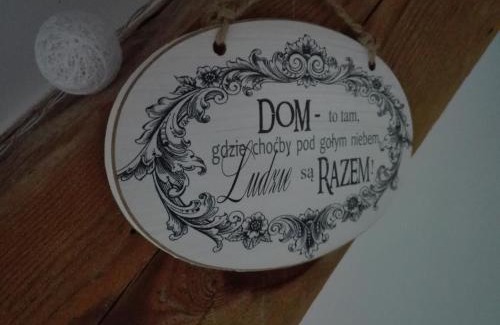 DOM- to tam,
gdzie choćby pod gołym niebem
Ludzie są RAZEM!